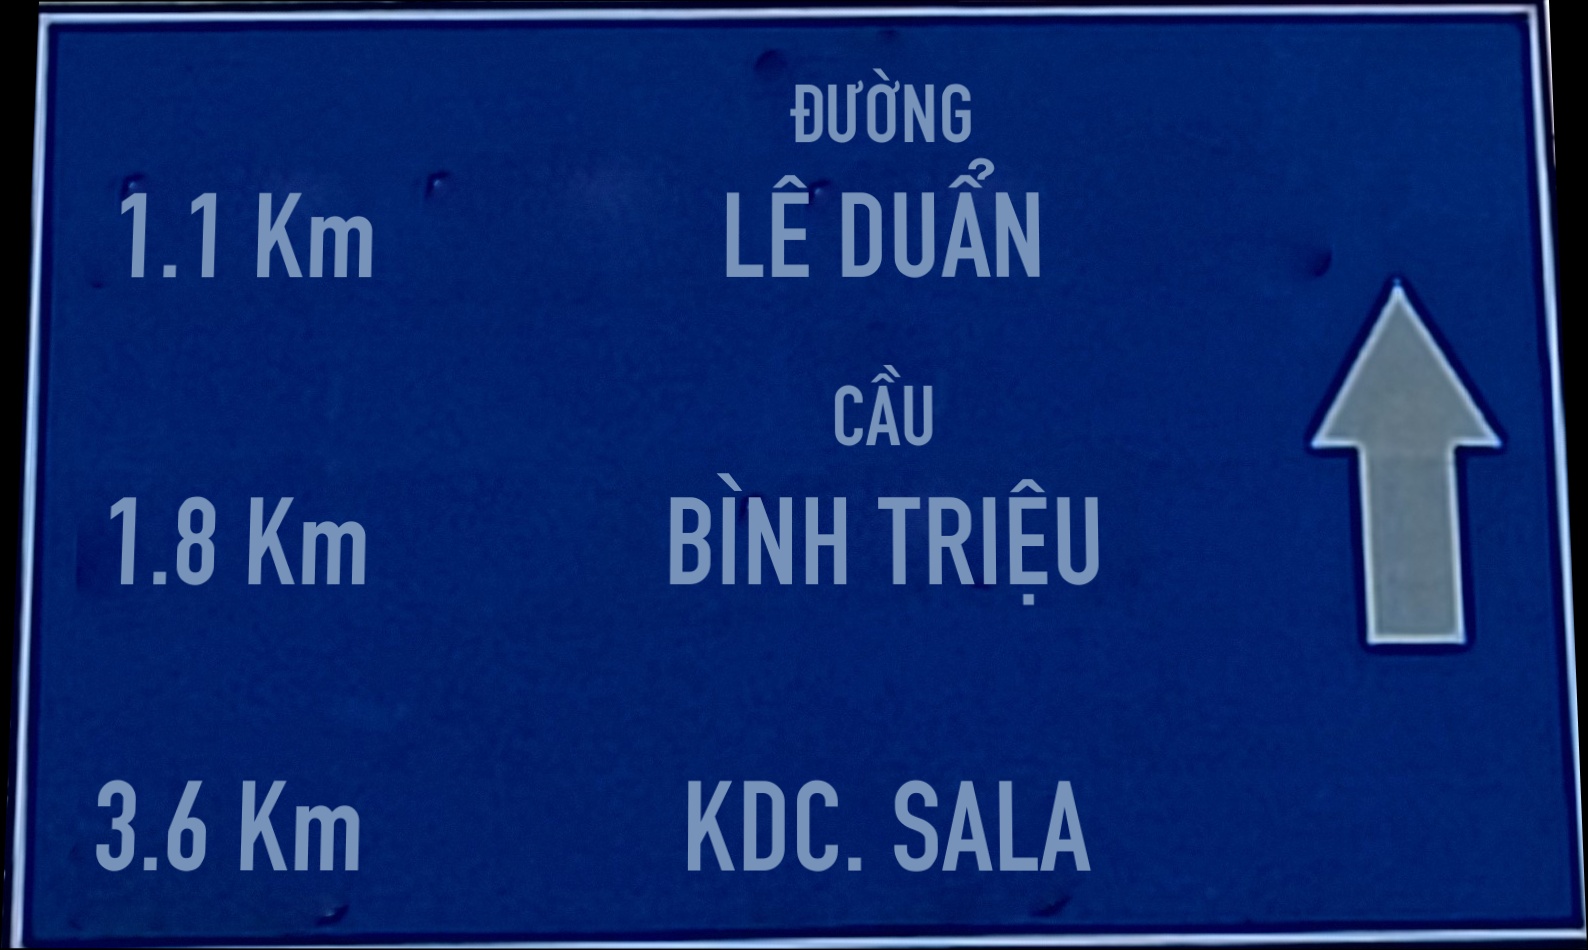 ĐƯỜNG
1.1 Km LÊ DUẨN
CẦU
1.8 Km BÌNH TRIỆU
3.6 Km KDC. SALA